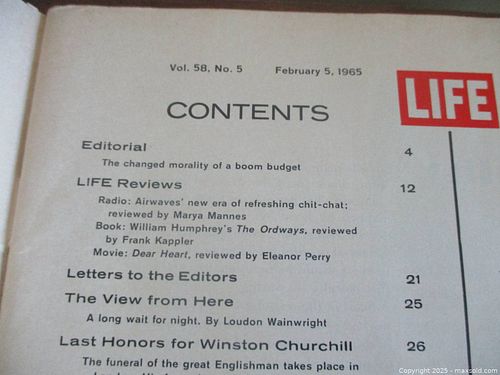 Vol. 58, No. 5 February 5, 1965
LIFE
CONTENTS
Editorial 4
The changed morality of a boom budget
LIFE Reviews 12
Radio: Airwaves' new era of refreshing chit-chat;
reviewed by Marya Mannes
Book: William Humphrey's The Ordways, reviewed
by Frank Kappler
Movie: Dear Heart, reviewed by Eleanor Perry
Letters to the Editors 21
The View from Here 25
A long wait for night. By Loudon Wainwright
Last Honors for Winston Churchill 26
The funeral of the great Englishman takes place in
Copyright 2025 - maxsold.com